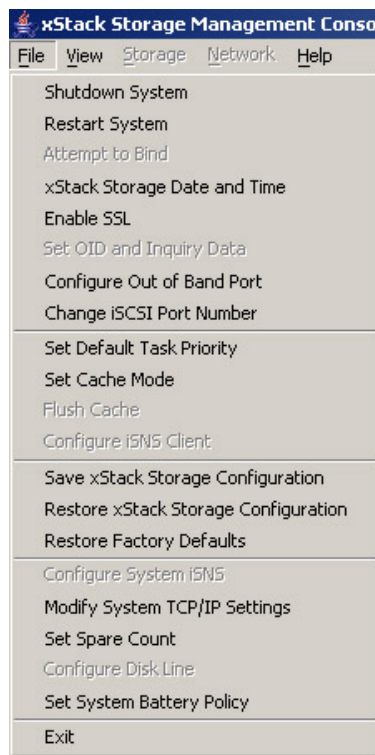 xStack Storage Management Conso
File View Storage Network Help
Shutdown System
Restart System
Attempt to Bind
xStack Storage Date and Time
Enable SSL
Set OID and Inquiry Data
Configure Out of Band Port
Change iSCSI Port Number
Set Default Task Priority
Set Cache Mode
Flush Cache
Configure iSNS Client
Save xStack Storage Configuration
Restore xStack Storage Configuration
Restore Factory Defaults
Configure System iSNS
Modify System TCP/IP Settings
Set Spare Count
Configure Disk Line
Set System Battery Policy
Exit